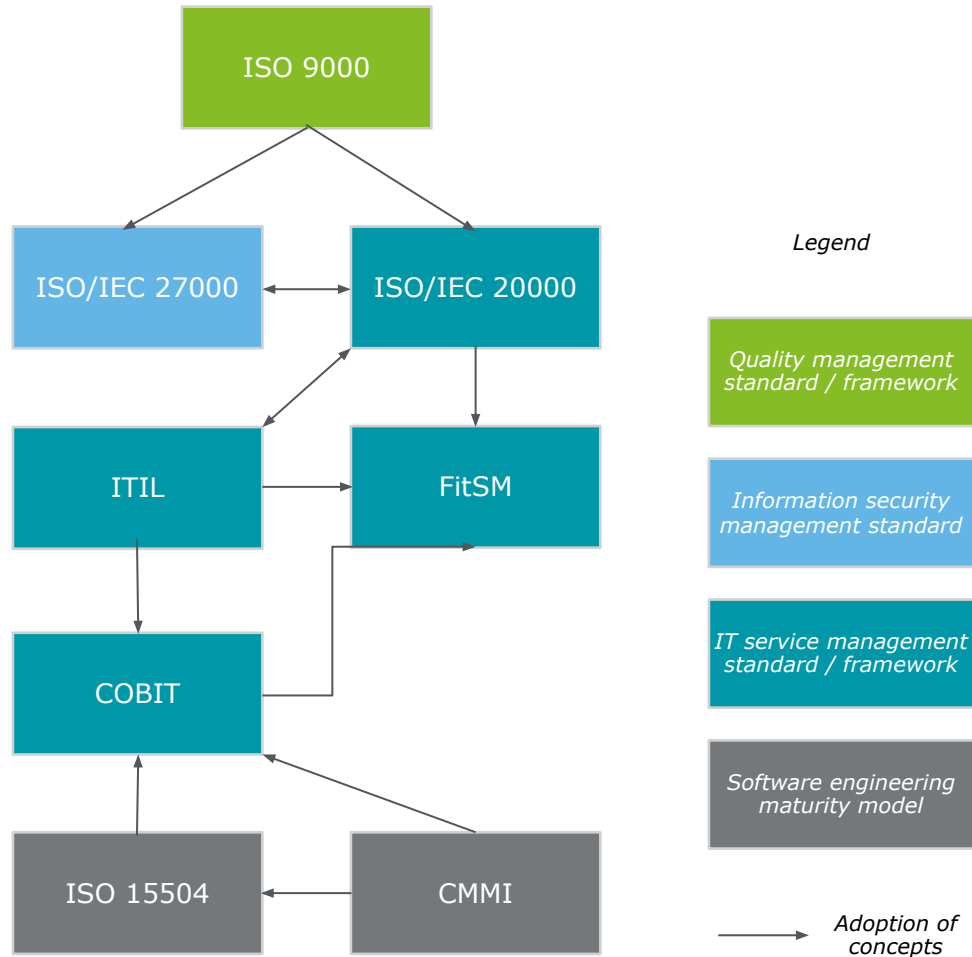 ISO 9000
ISO/IEC 27000
ISO/IEC 20000
ITIL
FitSM
COBIT
ISO 15504
CMMI
Legend
Quality management
standard / framework
Information security
management standard
IT service management
standard / framework
Software engineering
maturity model
Adoption of
concepts